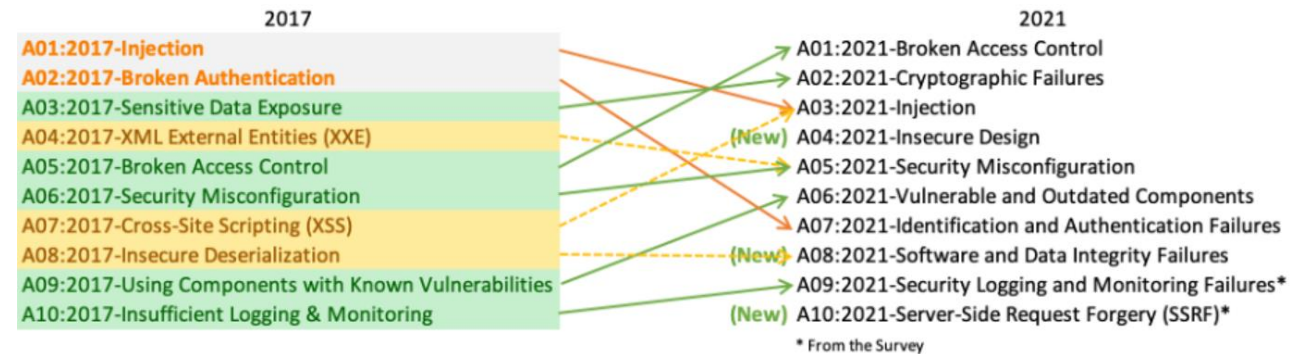 2017
A01:2017-Injection
A02:2017-Broken Authentication
A03:2017-Sensitive Data Exposure
A04:2017-XML External Entities (XXE)
A05:2017-Broken Access Control
A06:2017-Security Misconfiguration
A07:2017-Cross-Site Scripting (XSS)
A08:2017-Insecure Deserialization
A09:2017-Using Components with Known Vulnerabilities
A10:2017-Insufficient Logging & Monitoring
2021
A01:2021-Broken Access Control
A02:2021-Cryptographic Failures
A03:2021-Injection
(New) A04:2021-Insecure Design
A05:2021-Security Misconfiguration
A06:2021-Vulnerable and Outdated Components
A07:2021-Identification and Authentication Failures
(New) A08:2021-Software and Data Integrity Failures
A09:2021-Security Logging and Monitoring Failures*
(New) A10:2021-Server-Side Request Forgery (SSRF)*
* From the Survey